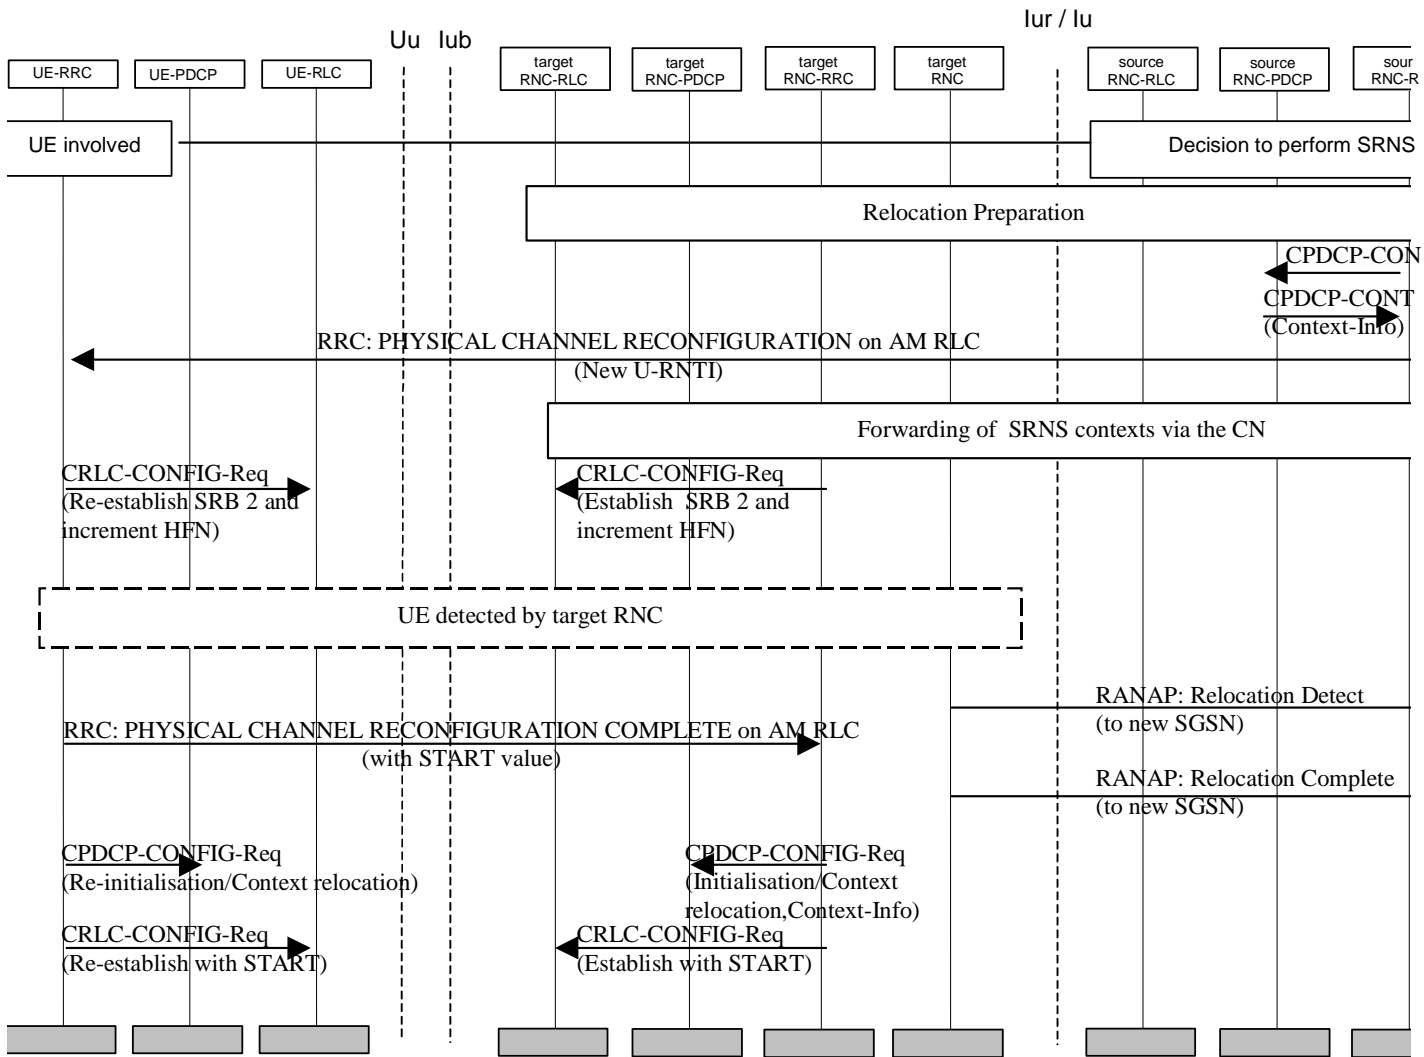 Iur / Iu
Uu Iub
UE-RRC
UE-PDCP
UE-RLC
target
RNC-RLC
target
RNC-PDCP
target
RNC-RRC
target
RNC
source
RNC-RLC
source
RNC-PDCP
sour
RNC-R
UE involved
Decision to perform SRNS
Relocation Preparation
CPDCP-CON
CPDCP-CONT
(Context-Info)
RRC: PHYSICAL CHANNEL RECONFIGURATION on AM RLC
(New U-RNTI)
Forwarding of SRNS contexts via the CN
CRLC-CONFIG-Req
(Re-establish SRB 2 and
increment HFN)
CRLC-CONFIG-Req
(Establish SRB 2 and
increment HFN)
UE detected by target RNC
RANAP: Relocation Detect
(to new SGSN)
RRC: PHYSICAL CHANNEL RECONFIGURATION COMPLETE on AM RLC
(with START value)
RANAP: Relocation Complete
(to new SGSN)
CPDCP-CONFIG-Req
(Re-initialisation/Context relocation)
CPDCP-CONFIG-Req
(Initialisation/Context
relocation,Context-Info)
CRLC-CONFIG-Req
(Re-establish with START)
CRLC-CONFIG-Req
(Establish with START)